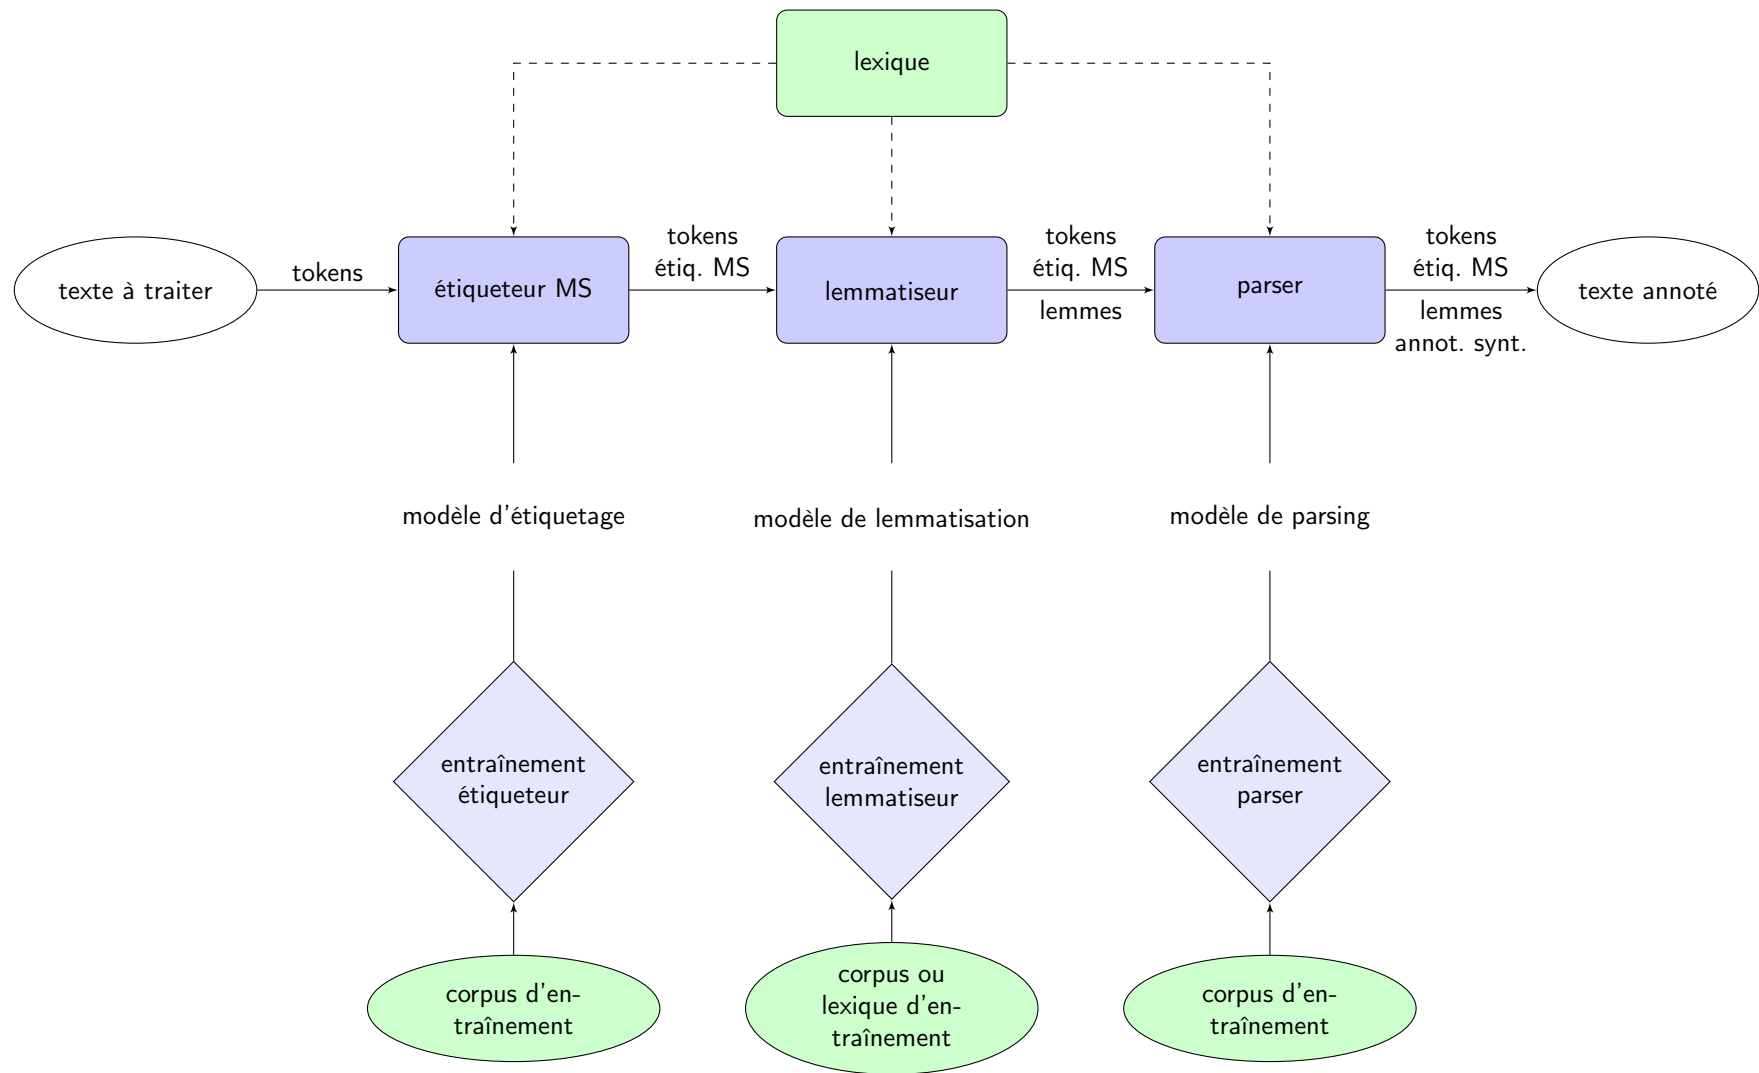 lexique
texte à traiter
tokens
étiqueteur MS
tokens
étiq. MS
lemmatiseur
tokens
étiq. MS
lemmes
parser
tokens
étiq. MS
lemmes
annot. synt.
texte annoté
modèle d'étiquetage
modèle de lemmatisation
modèle de parsing
entraînement
étiqueteur
entraînement
lemmatiseur
entraînement
parser
corpus d'en-
traînement
corpus ou
lexique d'en-
traînement
corpus d'en-
traînement